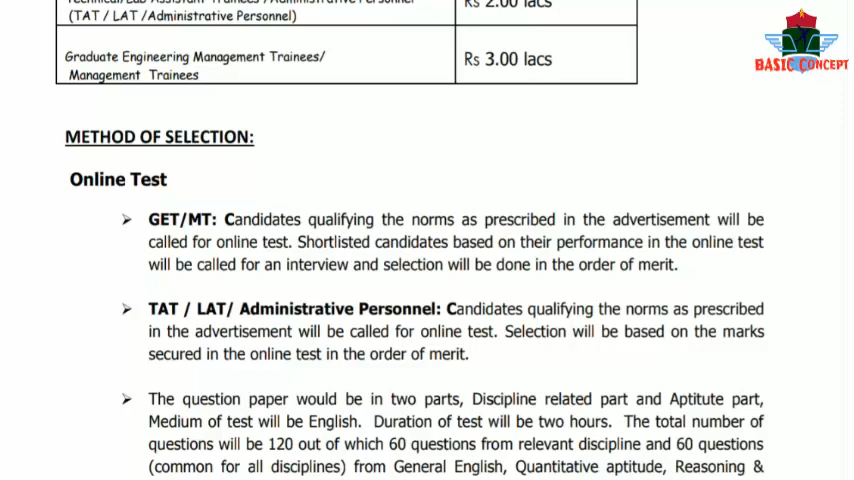 (TAT / LAT /Administrative Personnel)
Rs 2.00 lacs
Graduate Engineering Management Trainees/
Management Trainees
Rs 3.00 lacs
BASIC CONCEPT
METHOD OF SELECTION:
Online Test
➢ GET/MT: Candidates qualifying the norms as prescribed in the advertisement will be
called for online test. Shortlisted candidates based on their performance in the online test
will be called for an interview and selection will be done in the order of merit.
➢ TAT / LAT/ Administrative Personnel: Candidates qualifying the norms as prescribed
in the advertisement will be called for online test. Selection will be based on the marks
secured in the online test in the order of merit.
➢ The question paper would be in two parts, Discipline related part and Aptitute part,
Medium of test will be English. Duration of test will be two hours. The total number of
questions will be 120 out of which 60 questions from relevant discipline and 60 questions
(common for all disciplines) from General English, Quantitative aptitude, Reasoning &